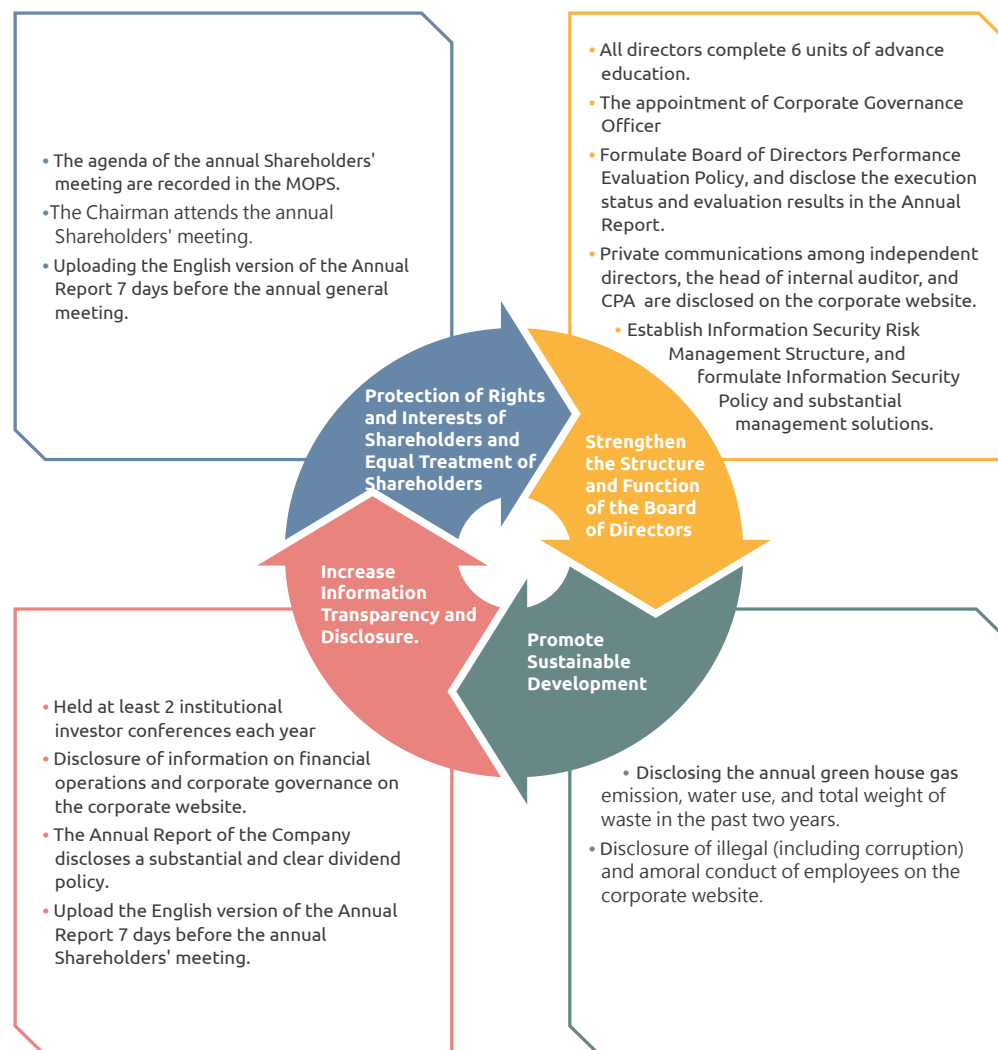 • The agenda of the annual Shareholders'
meeting are recorded in the MOPS.
•The Chairman attends the annual
Shareholders' meeting.
• Uploading the English version of the Annual
Report 7 days before the annual general
meeting.
• All directors complete 6 units of advance
education.
• The appointment of Corporate Governance
Officer
• Formulate Board of Directors Performance
Evaluation Policy, and disclose the execution
status and evaluation results in the Annual
Report.
• Private communications among independent
directors, the head of internal auditor, and
CPA are disclosed on the corporate website.
• Establish Information Security Risk
Management Structure, and
formulate Information Security
Policy and substantial
management solutions.
Protection of Rights
and Interests of
Shareholders and
Equal Treatment of
Shareholders
Strengthen
the Structure
and Function
of the Board
of Directors
Increase
Information
Transparency and
Disclosure.
Promote
Sustainable
Development
• Held at least 2 institutional
investor conferences each year
• Disclosure of information on financial
operations and corporate governance on
the corporate website.
• The Annual Report of the Company
discloses a substantial and clear dividend
policy.
• Upload the English version of the Annual
Report 7 days before the annual
Shareholders' meeting.
• Disclosing the annual green house gas
emission, water use, and total weight of
waste in the past two years.
• Disclosure of illegal (including corruption)
and amoral conduct of employees on the
corporate website.